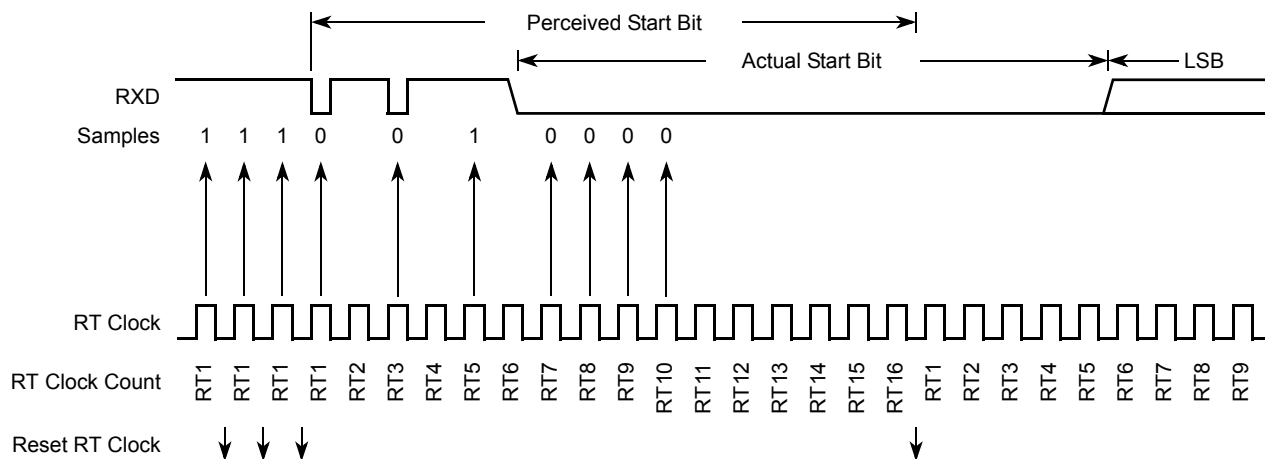 Perceived Start Bit
Actual Start Bit LSB
RXD
Samples 1 1 1 0 0 1 0 0 0 0
RT Clock
RT Clock Count RT1 RT1 RT1 RT1 RT2 RT3 RT4 RT5 RT6 RT7 RT8 RT9 RT10 RT11 RT12 RT13 RT14 RT15 RT16 RT1 RT2 RT3 RT4 RT5 RT6 RT7 RT8 RT9
Reset RT Clock